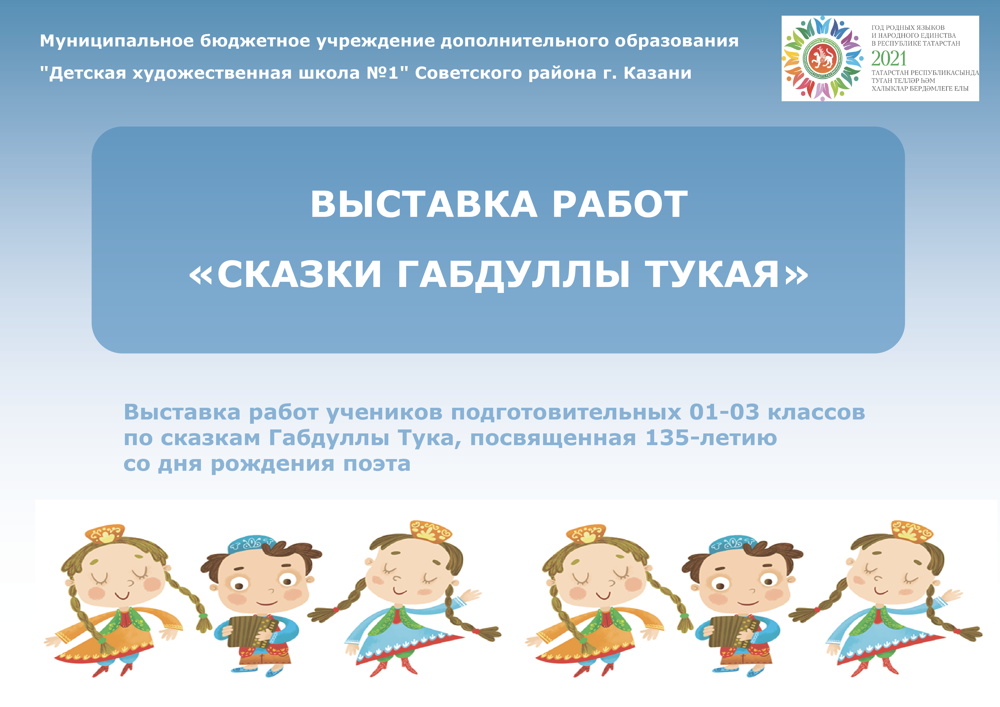 Муниципальное бюджетное учреждение дополнительного образования
"Детская художественная школа №1" Советского района г. Казани
ГОД РОДНЫХ ЯЗЫКОВ
И НАРОДНОГО ЕДИНСТВА
В РЕСПУБЛИКЕ ТАТАРСТАН
2021
ТАТАРСТАН РЕСПУБЛИКАСЫНДА
ТУГАН ТЕЛЛӘР ҺӘМ
ХАЛЫКЛАР БЕРДӘМЛЕГЕ ЕЛЫ
ТАТАРСТАН
ВЫСТАВКА РАБОТ
«СКАЗКИ ГАБДУЛЛЫ ТУКАЯ»
Выставка работ учеников подготовительных 01-03 классов
по сказкам Габдуллы Тука, посвященная 135-летию
со дня рождения поэта